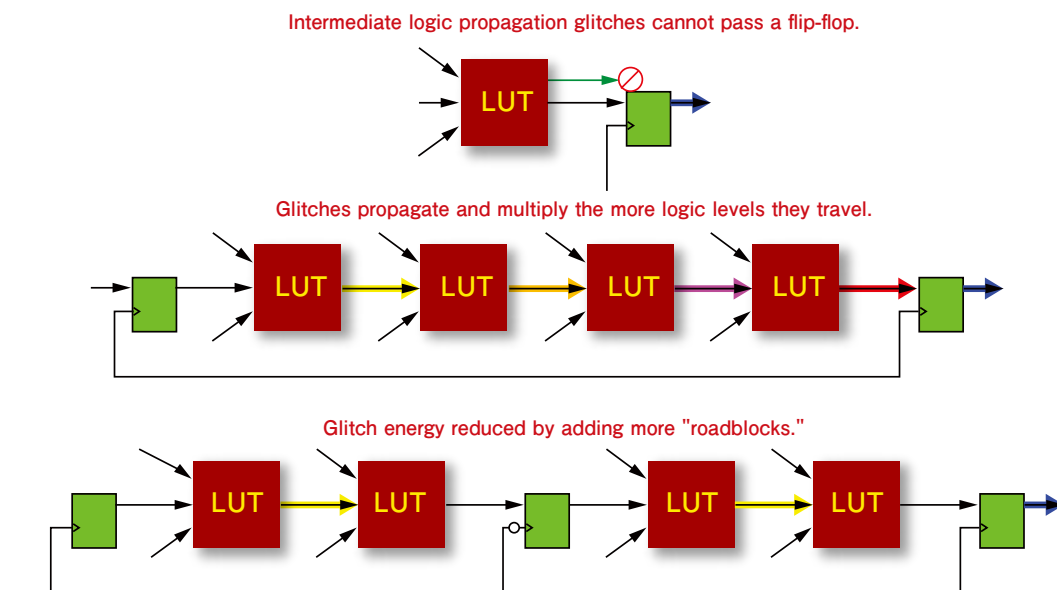 Intermediate logic propagation glitches cannot pass a flip-flop.
LUT
Glitches propagate and multiply the more logic levels they travel.
LUT LUT LUT LUT
Glitch energy reduced by adding more "roadblocks."
LUT LUT LUT LUT